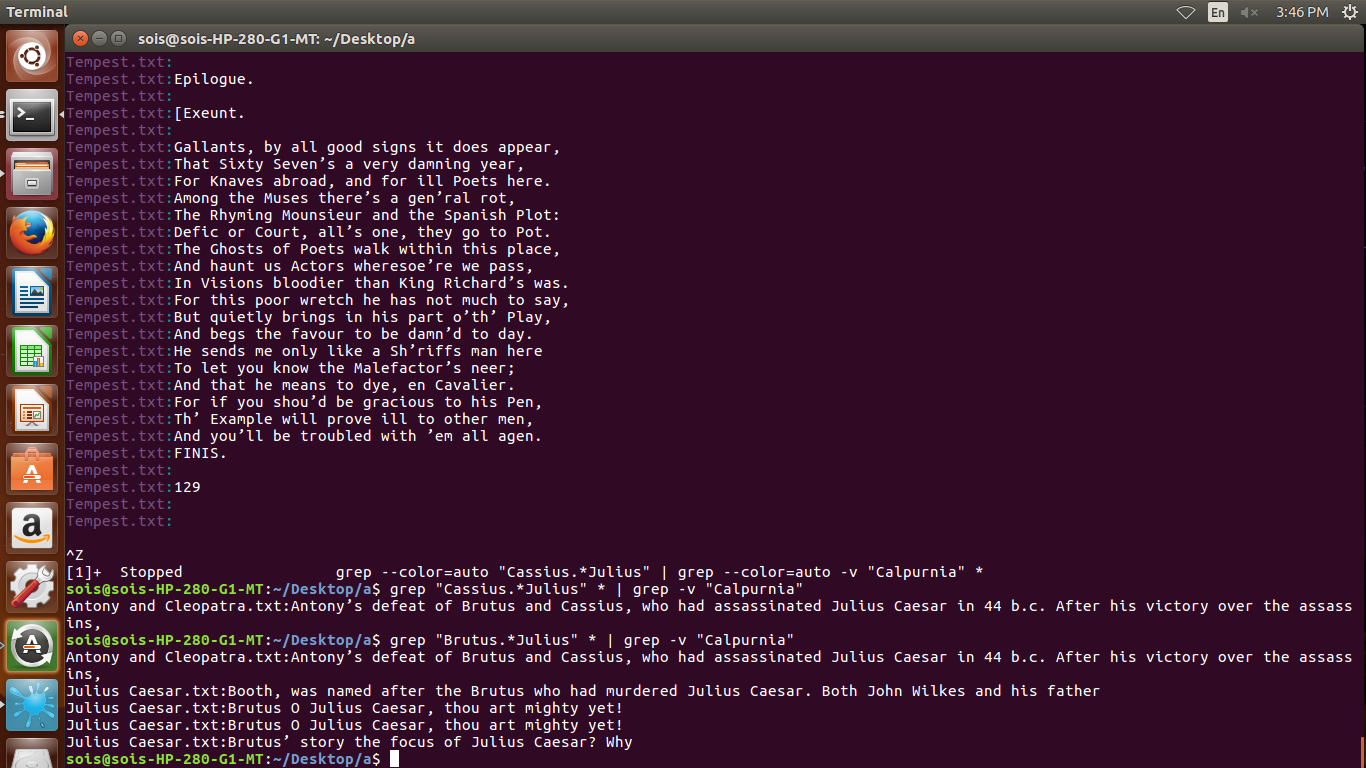 Terminal
En
3:46 PM
sois@sois-HP-280-G1-MT: ~/Desktop/a
Tempest.txt:
Tempest.txt:Epilogue.
Tempest.txt:
Tempest.txt:[Exeunt.
Tempest.txt:
Tempest.txt:Gallants, by all good signs it does appear,
Tempest.txt:That Sixty Seven’s a very damning year,
Tempest.txt:For Knaves abroad, and for ill Poets here.
Tempest.txt:Among the Muses there’s a gen’ral rot,
Tempest.txt:The Rhyming Mounsieur and the Spanish Plot:
Tempest.txt:Defic or Court, all’s one, they go to Pot.
Tempest.txt:The Ghosts of Poets walk within this place,
Tempest.txt:And haunt us Actors wheresoe’re we pass,
Tempest.txt:In Visions bloodier than King Richard’s was.
Tempest.txt:For this poor wretch he has not much to say,
Tempest.txt:But quietly brings in his part o’th’ Play,
Tempest.txt:And begs the favour to be damn’d to day.
Tempest.txt:He sends me only like a Sh’riffs man here
Tempest.txt:To let you know the Malefactor’s neer;
Tempest.txt:And that he means to dye, en Cavalier.
Tempest.txt:For if you shou’d be gracious to his Pen,
Tempest.txt:Th’ Example will prove ill to other men,
Tempest.txt:And you’ll be troubled with ’em all agen.
Tempest.txt:FINIS.
Tempest.txt:
Tempest.txt:129
Tempest.txt:
Tempest.txt:
^Z
[1]+  Stopped                 grep --color=auto "Cassius.*Julius" | grep --color=auto -v "Calpurnia" *
sois@sois-HP-280-G1-MT:~/Desktop/a$ grep "Cassius.*Julius" * | grep -v "Calpurnia"
Antony and Cleopatra.txt:Antony’s defeat of Brutus and Cassius, who had assassinated Julius Caesar in 44 b.c. After his victory over the assass
ins,
sois@sois-HP-280-G1-MT:~/Desktop/a$ grep "Brutus.*Julius" * | grep -v "Calpurnia"
Antony and Cleopatra.txt:Antony’s defeat of Brutus and Cassius, who had assassinated Julius Caesar in 44 b.c. After his victory over the assass
ins,
Julius Caesar.txt:Booth, was named after the Brutus who had murdered Julius Caesar. Both John Wilkes and his father
Julius Caesar.txt:Brutus O Julius Caesar, thou art mighty yet!
Julius Caesar.txt:Brutus O Julius Caesar, thou art mighty yet!
Julius Caesar.txt:Brutus’ story the focus of Julius Caesar? Why
sois@sois-HP-280-G1-MT:~/Desktop/a$